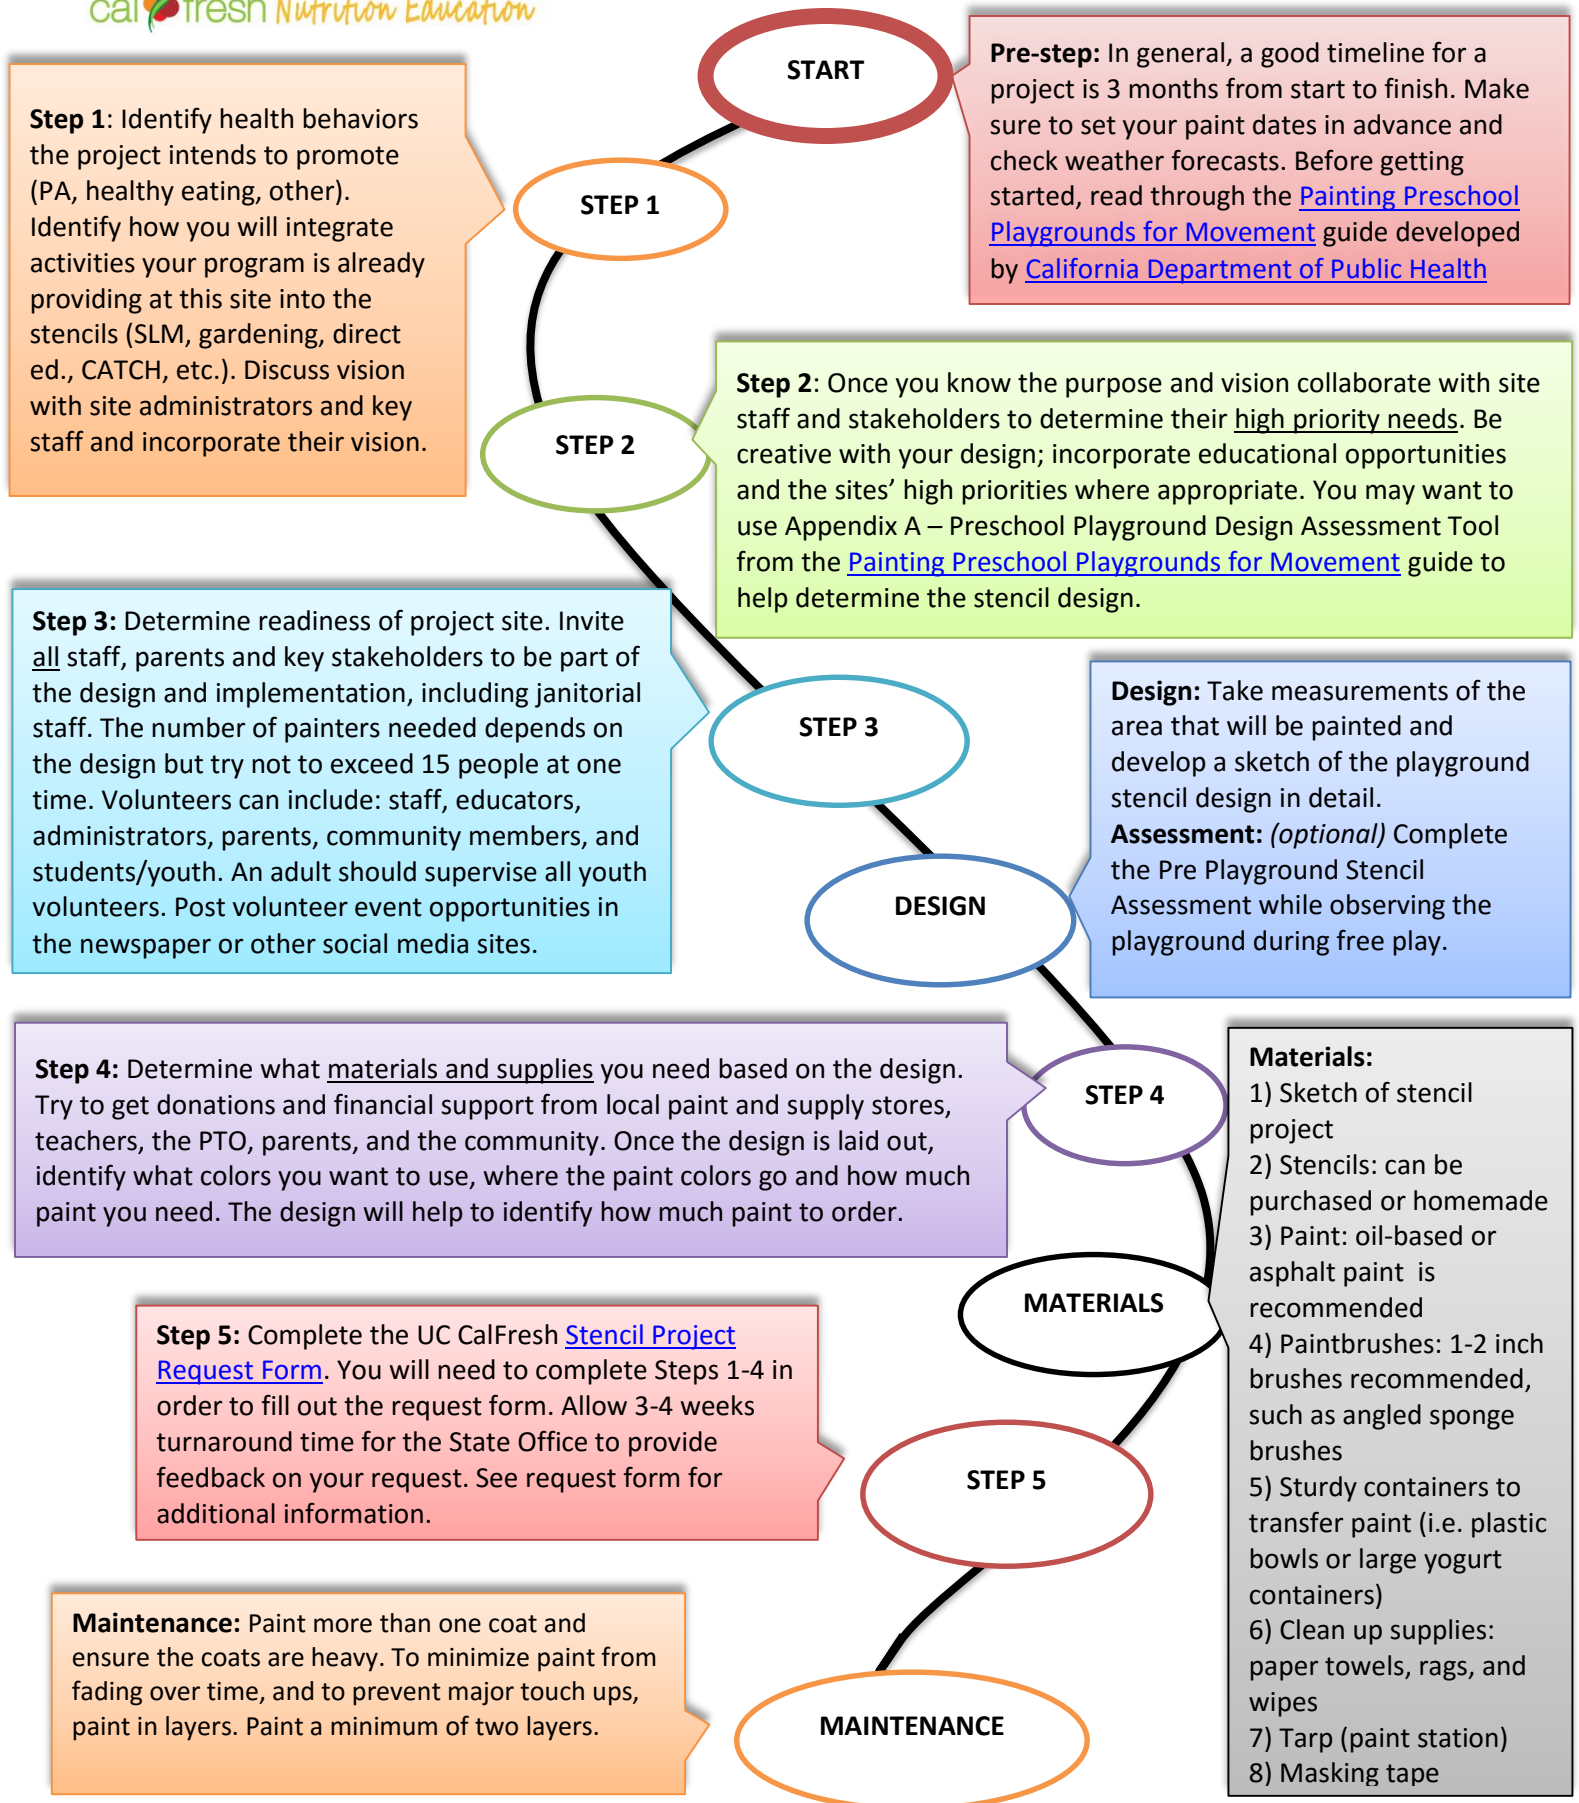 cal fresh Nutrition Education
START
Pre-step: In general, a good timeline for a
project is 3 months from start to finish. Make
sure to set your paint dates in advance and
check weather forecasts. Before getting
started, read through the Painting Preschool
Playgrounds for Movement guide developed
by California Department of Public Health
Step 1: Identify health behaviors
the project intends to promote
(PA, healthy eating, other).
Identify how you will integrate
activities your program is already
providing at this site into the
stencils (SLM, gardening, direct
ed., CATCH, etc.). Discuss vision
with site administrators and key
staff and incorporate their vision.
STEP 1
Step 2: Once you know the purpose and vision collaborate with site
staff and stakeholders to determine their high priority needs. Be
creative with your design; incorporate educational opportunities
and the sites’ high priorities where appropriate. You may want to
use Appendix A – Preschool Playground Design Assessment Tool
from the Painting Preschool Playgrounds for Movement guide to
help determine the stencil design.
STEP 2
Step 3: Determine readiness of project site. Invite
all staff, parents and key stakeholders to be part of
the design and implementation, including janitorial
staff. The number of painters needed depends on
the design but try not to exceed 15 people at one
time. Volunteers can include: staff, educators,
administrators, parents, community members, and
students/youth. An adult should supervise all youth
volunteers. Post volunteer event opportunities in
the newspaper or other social media sites.
STEP 3
Design: Take measurements of the
area that will be painted and
develop a sketch of the playground
stencil design in detail.
Assessment: (optional) Complete
the Pre Playground Stencil
Assessment while observing the
playground during free play.
DESIGN
Step 4: Determine what materials and supplies you need based on the design.
Try to get donations and financial support from local paint and supply stores,
teachers, the PTO, parents, and the community. Once the design is laid out,
identify what colors you want to use, where the paint colors go and how much
paint you need. The design will help to identify how much paint to order.
STEP 4
Materials:
1) Sketch of stencil
project
2) Stencils: can be
purchased or homemade
3) Paint: oil-based or
asphalt paint  is
recommended
4) Paintbrushes: 1-2 inch
brushes recommended,
such as angled sponge
brushes
5) Sturdy containers to
transfer paint (i.e. plastic
bowls or large yogurt
containers)
6) Clean up supplies:
paper towels, rags, and
wipes
7) Tarp (paint station)
8) Masking tape
MATERIALS
Step 5: Complete the UC CalFresh Stencil Project
Request Form. You will need to complete Steps 1-4 in
order to fill out the request form. Allow 3-4 weeks
turnaround time for the State Office to provide
feedback on your request. See request form for
additional information.
STEP 5
Maintenance: Paint more than one coat and
ensure the coats are heavy. To minimize paint from
fading over time, and to prevent major touch ups,
paint in layers. Paint a minimum of two layers.
MAINTENANCE